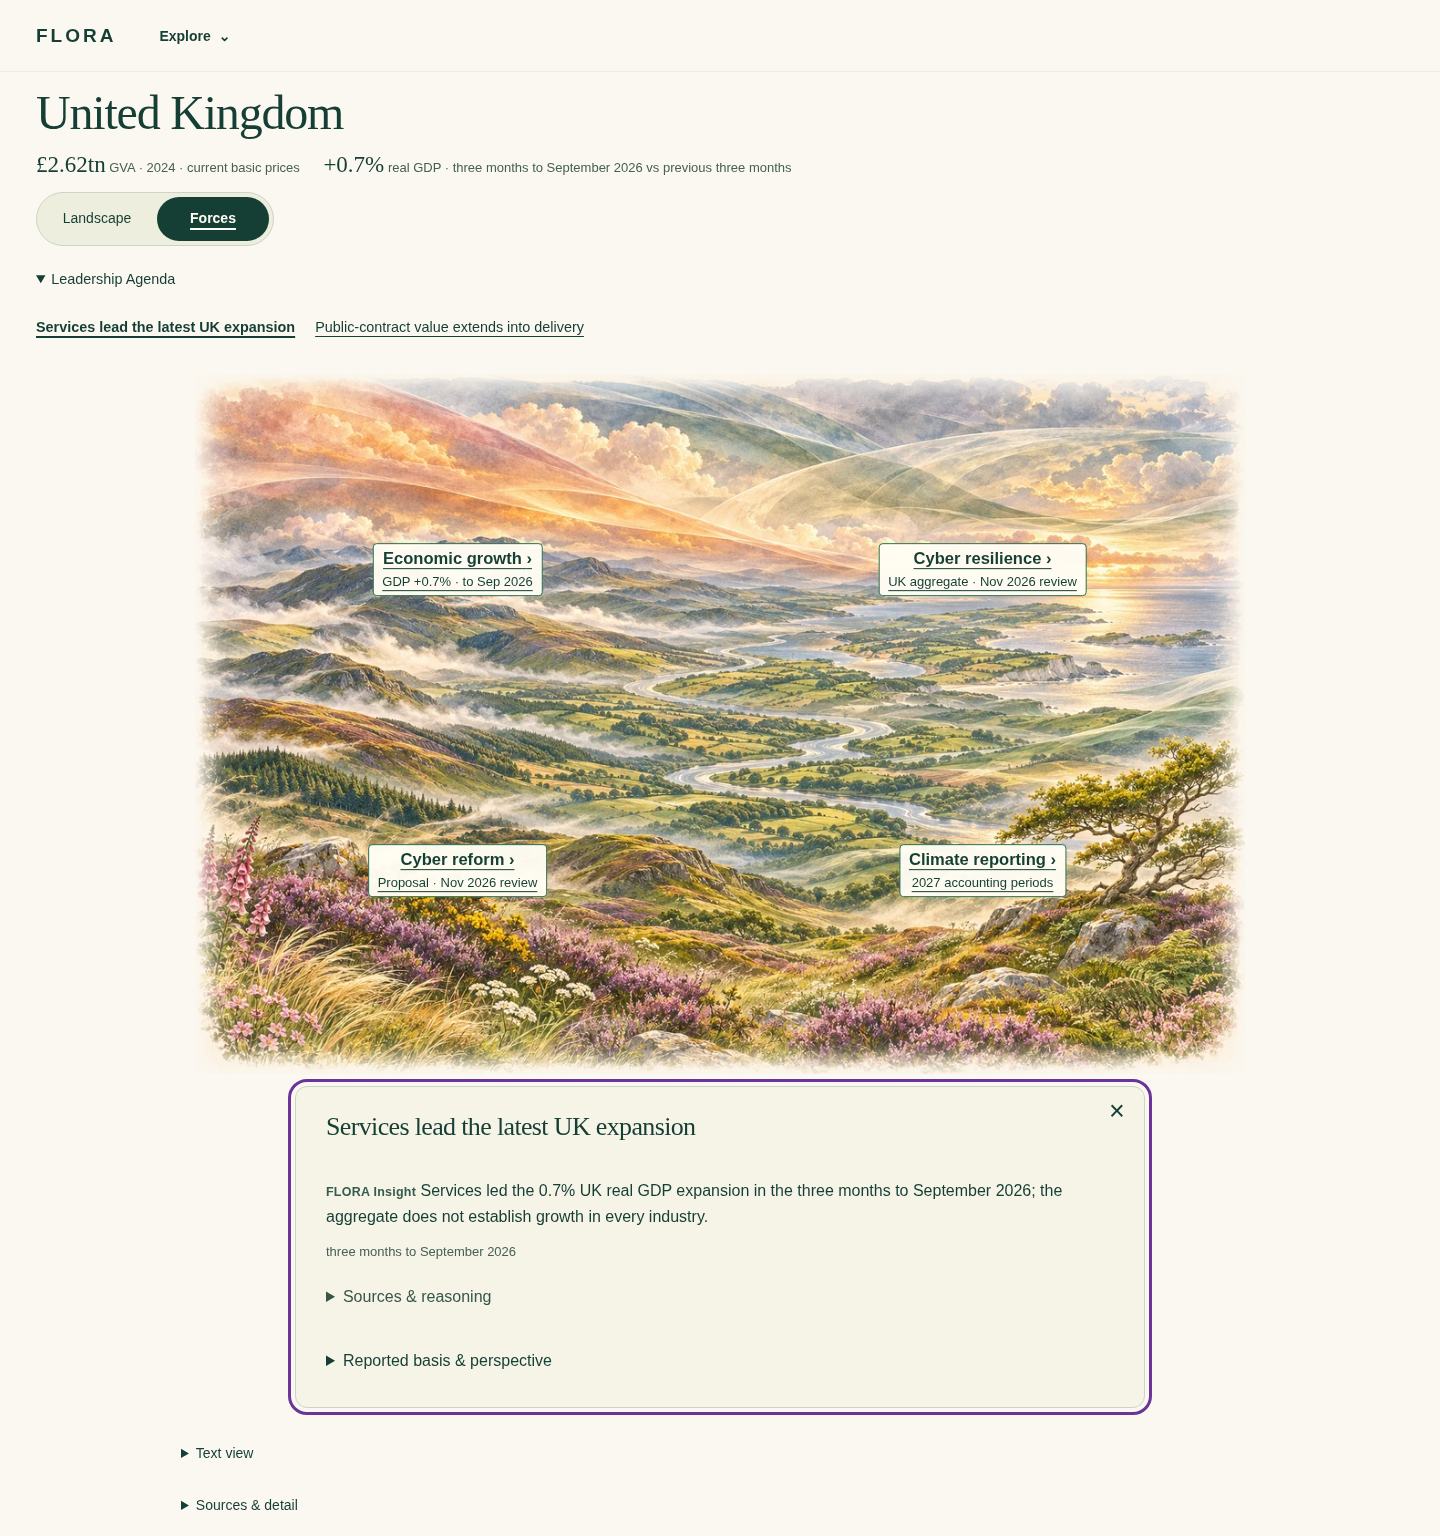 FLORA
Explore
United Kingdom
£2.62tn GVA · 2024 · current basic prices +0.7% real GDP · three months to September 2026 vs previous three months
Landscape Forces
▼ Leadership Agenda
Services lead the latest UK expansion Public-contract value extends into delivery
Economic growth ›
GDP +0.7% · to Sep 2026
Cyber resilience ›
UK aggregate · Nov 2026 review
Cyber reform ›
Proposal · Nov 2026 review
Climate reporting ›
2027 accounting periods
Services lead the latest UK expansion
✕
FLORA Insight Services led the 0.7% UK real GDP expansion in the three months to September 2026; the
aggregate does not establish growth in every industry.
three months to September 2026
▶ Sources & reasoning
▶ Reported basis & perspective
▶ Text view
▶ Sources & detail